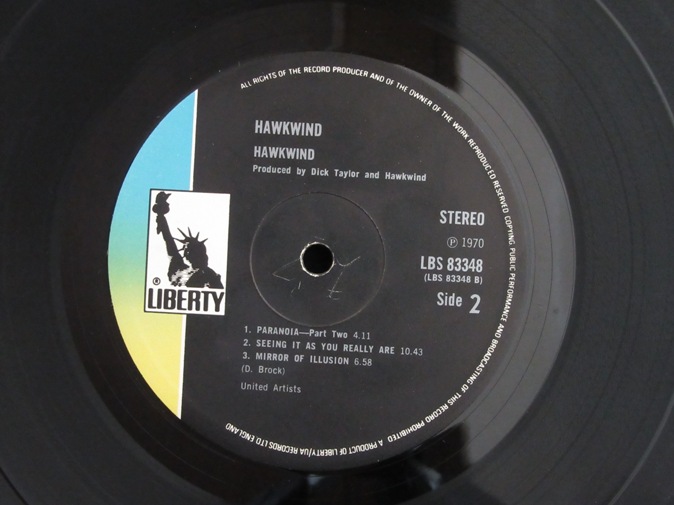 ALL RIGHTS OF THE RECORD PRODUCER AND OF THE OWNER OF THE WORK REPRODUCED RESERVED COPYING PUBLIC PERFORMANCE AND BROADCASTING OF THIS RECORD PROHIBITED. A PRODUCT OF LIBERTY/UA RECORDS LTD ENGLAND
HAWKWIND
HAWKWIND
Produced by Dick Taylor and Hawkwind
STEREO
℗ 1970
LBS 83348
(LBS 83348 B)
Side 2
® LIBERTY
1. PARANOIA—Part Two 4.11
2. SEEING IT AS YOU REALLY ARE 10.43
3. MIRROR OF ILLUSION 6.58
(D. Brock)
United Artists